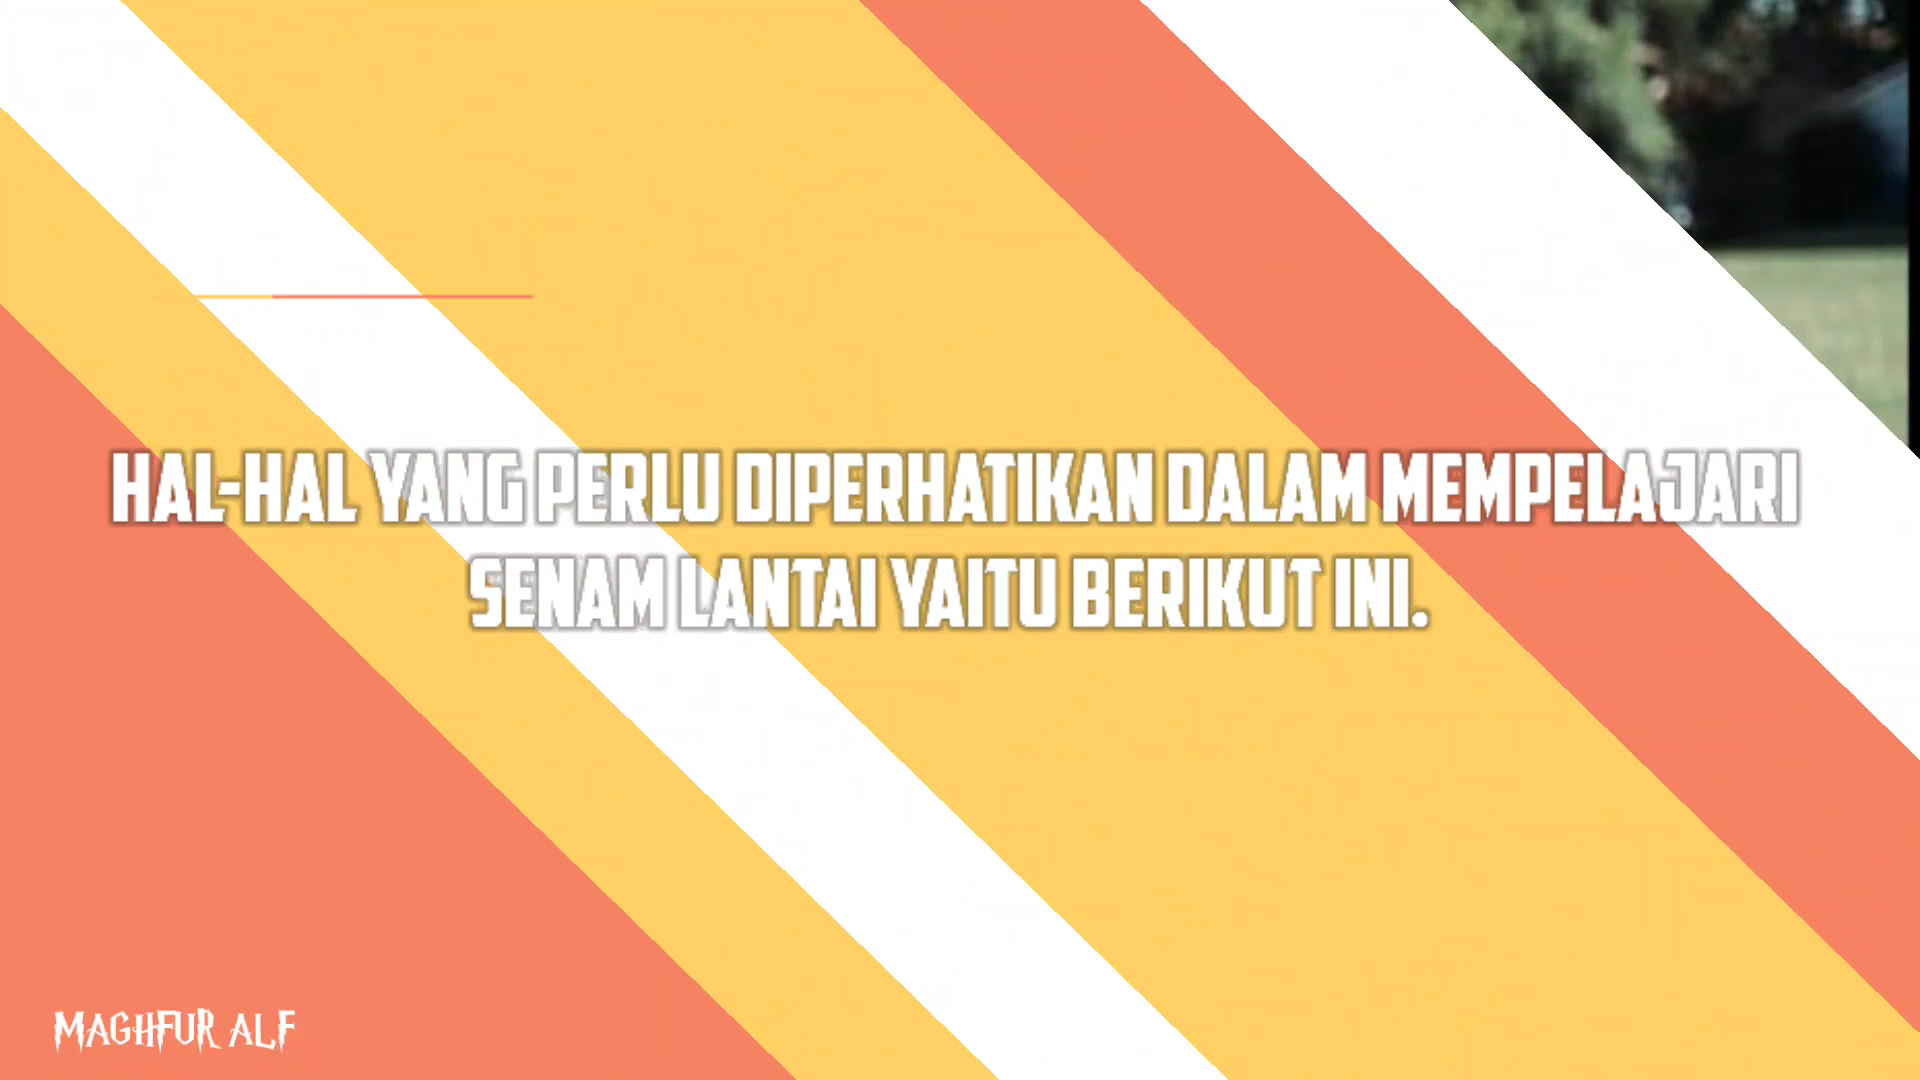 HAL-HAL YANG PERLU DIPERHATIKAN DALAM MEMPELAJARI
SENAM LANTAI YAITU BERIKUT INI.
MAGHFUR ALF